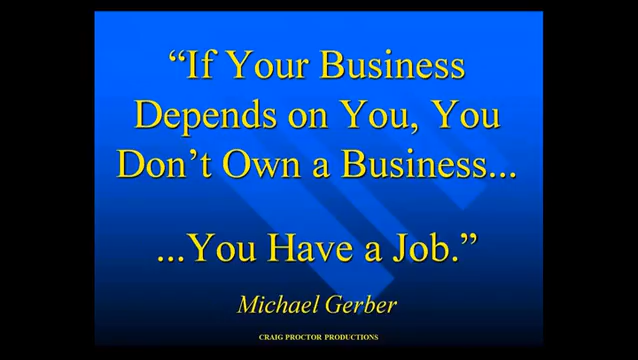 “If Your Business
Depends on You, You
Don’t Own a Business...
...You Have a Job.”
Michael Gerber
CRAIG PROCTOR PRODUCTIONS